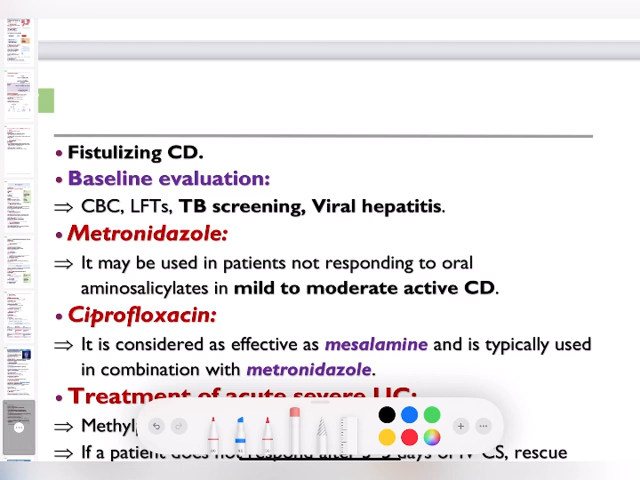 • Fistulizing CD.
• Baseline evaluation:
⇒ CBC, LFTs, TB screening, Viral hepatitis.
• Metronidazole:
⇒ It may be used in patients not responding to oral
aminosalicylates in mild to moderate active CD.
• Ciprofloxacin:
⇒ It is considered as effective as mesalamine and is typically used
in combination with metronidazole.
• Treatment of acute severe UC:
⇒
⇒ If a patient does not respond after 3-5 days of IV CS, rescue